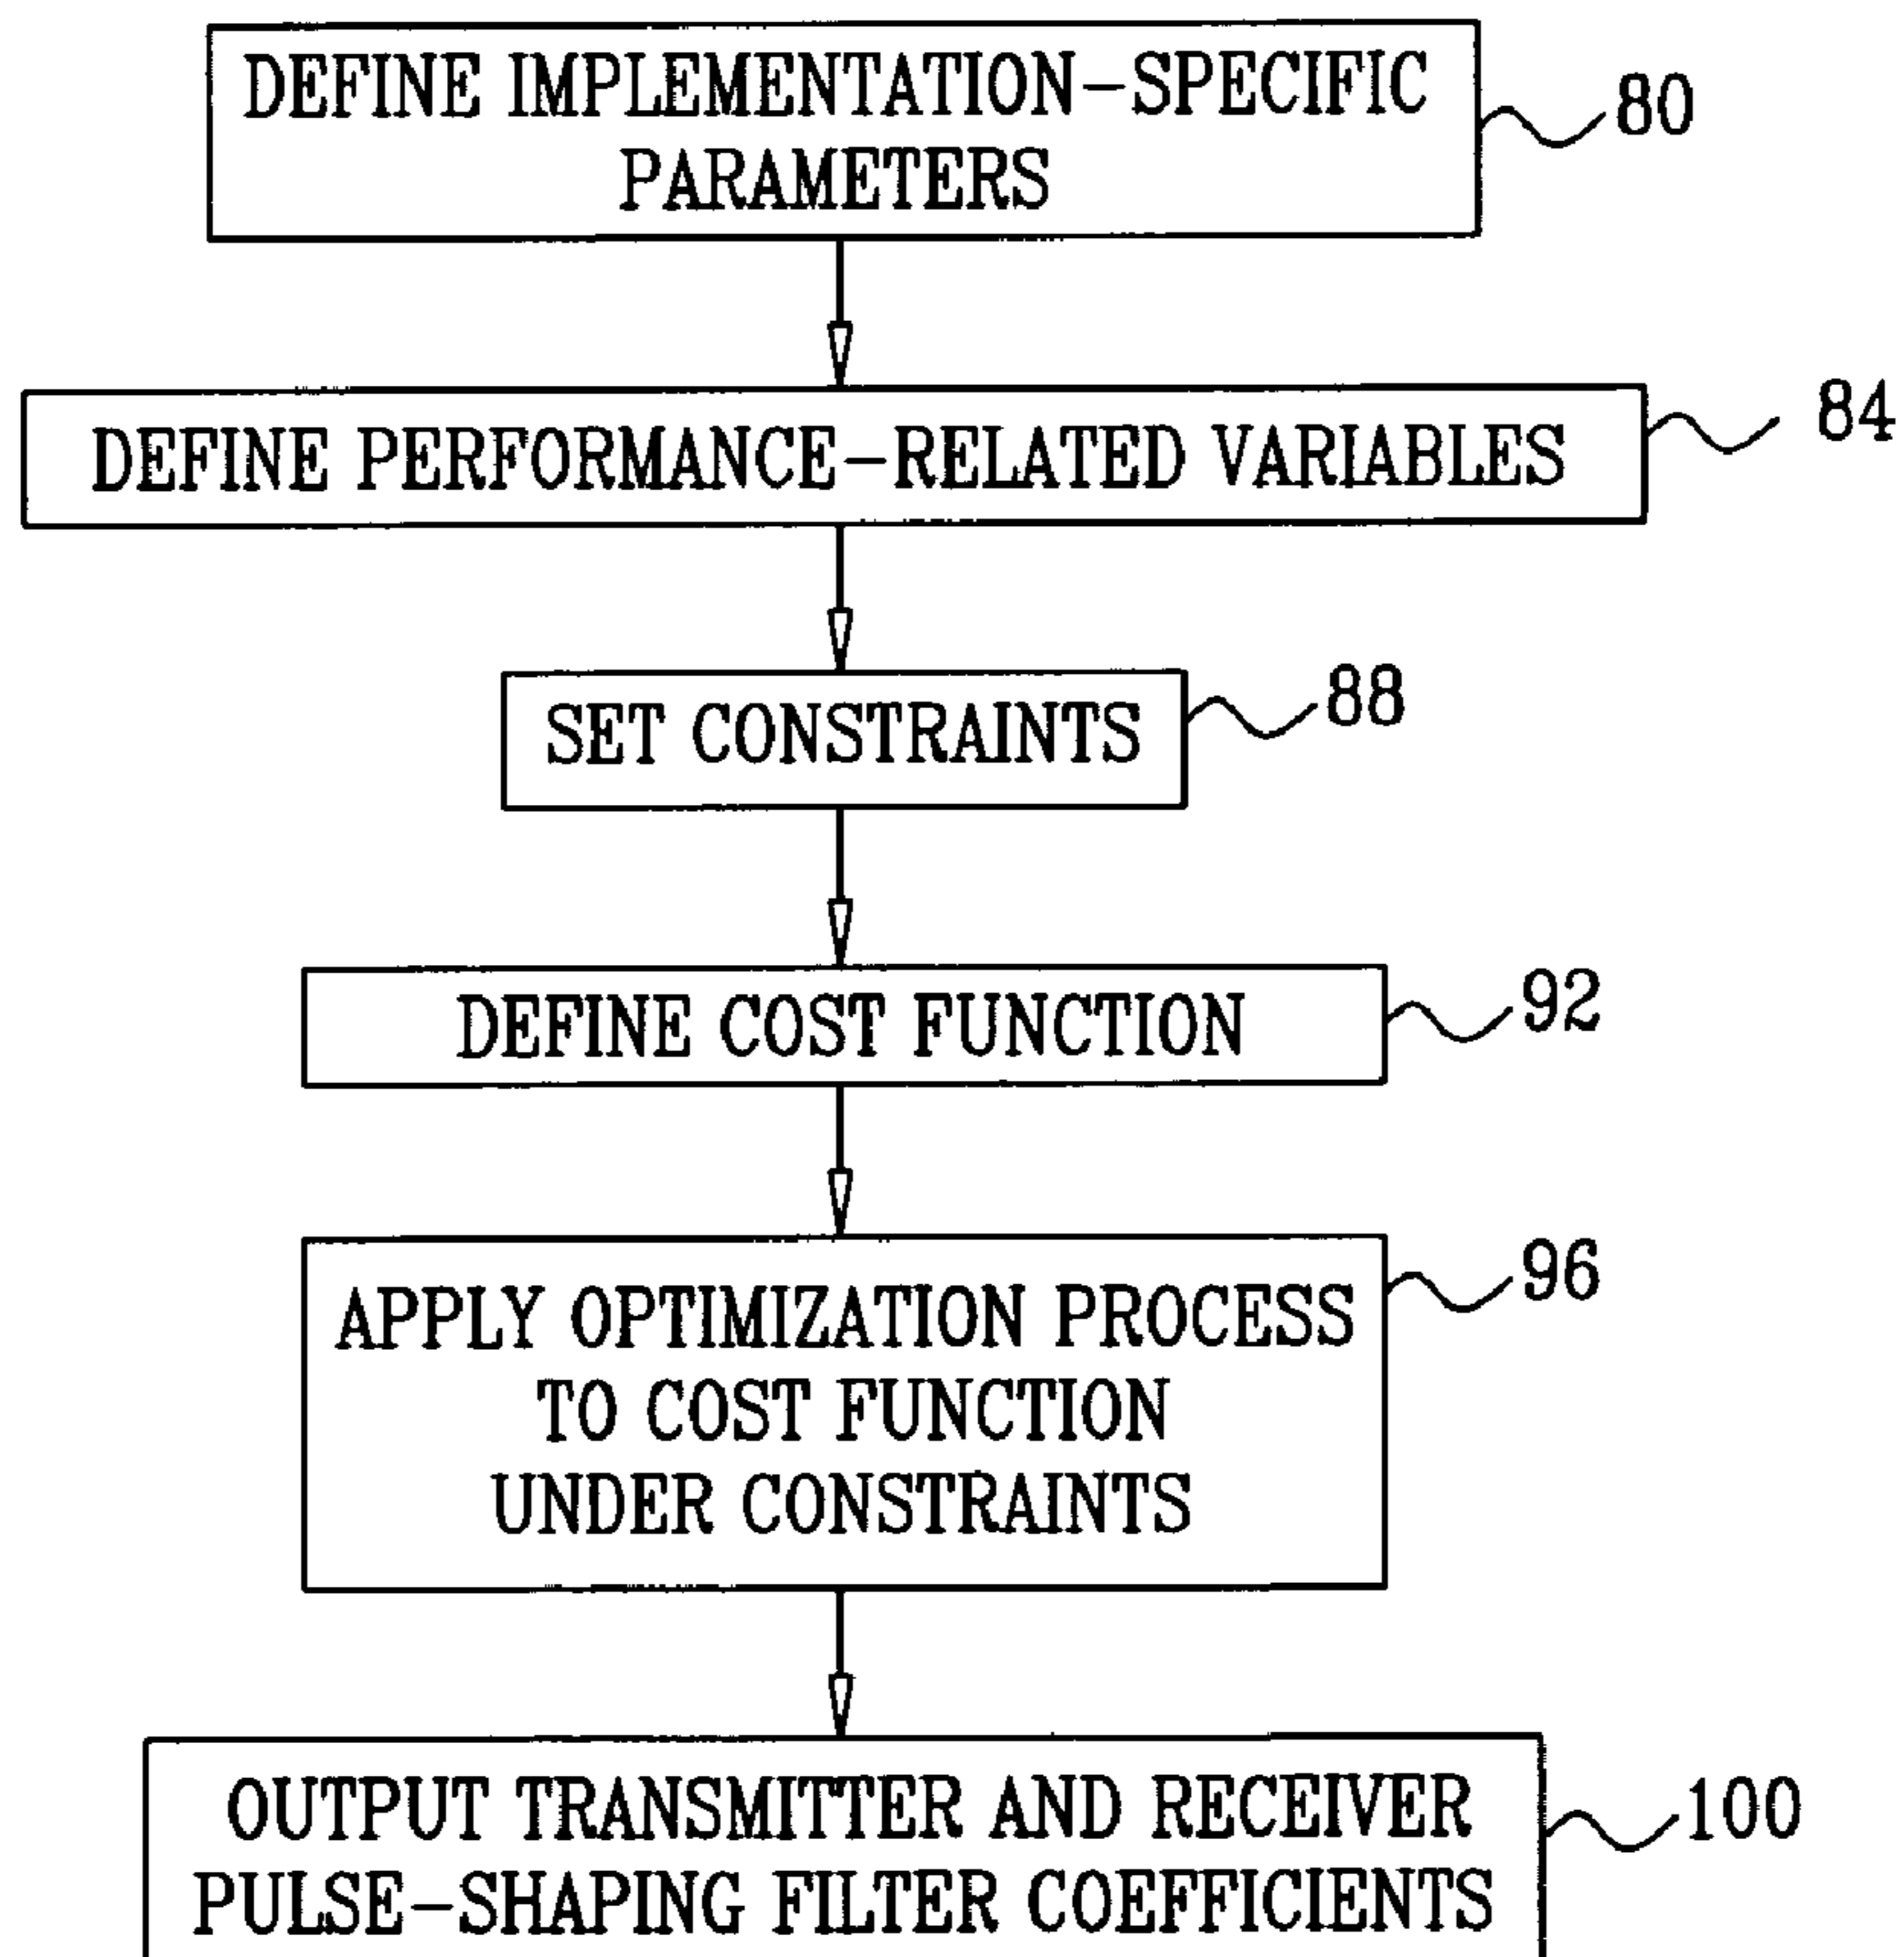 DEFINE IMPLEMENTATION-SPECIFIC
PARAMETERS
80
DEFINE PERFORMANCE-RELATED VARIABLES
84
SET CONSTRAINTS
88
DEFINE COST FUNCTION
92
APPLY OPTIMIZATION PROCESS
TO COST FUNCTION
UNDER CONSTRAINTS
96
OUTPUT TRANSMITTER AND RECEIVER
PULSE-SHAPING FILTER COEFFICIENTS
100